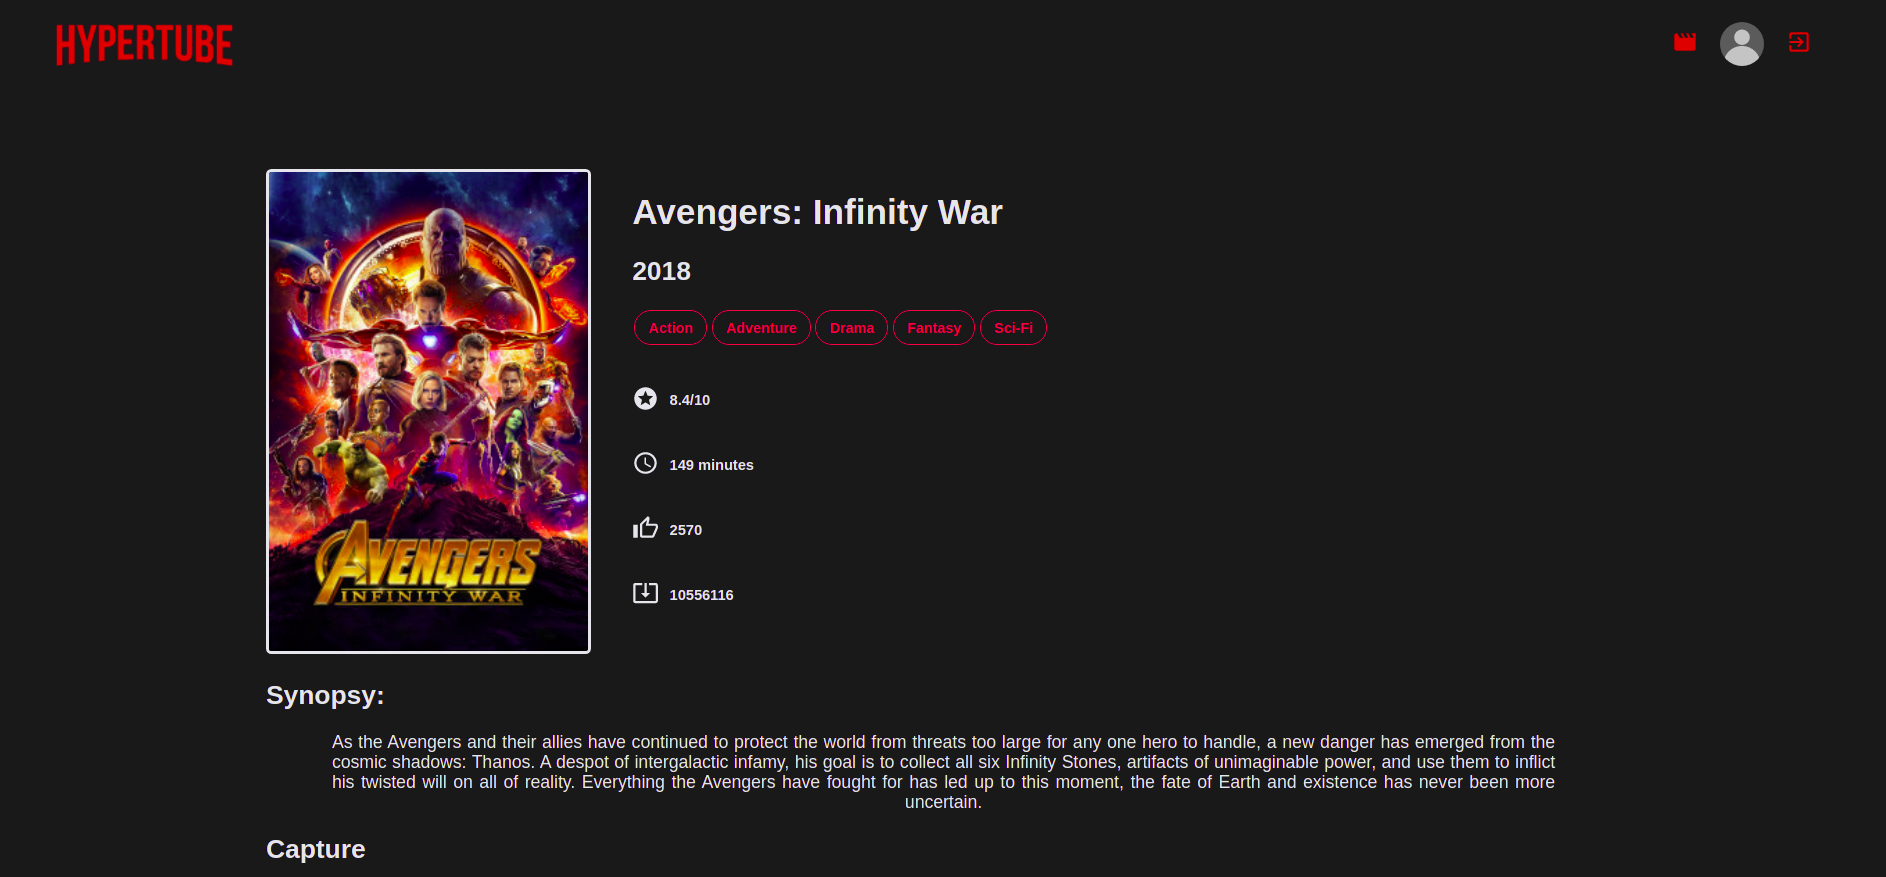 HYPERTUBE
Avengers: Infinity War
2018
Action Adventure Drama Fantasy Sci-Fi
8.4/10
149 minutes
2570
10556116
AVENGERS
INFINITY WAR
Synopsy:
As the Avengers and their allies have continued to protect the world from threats too large for any one hero to handle, a new danger has emerged from the
cosmic shadows: Thanos. A despot of intergalactic infamy, his goal is to collect all six Infinity Stones, artifacts of unimaginable power, and use them to inflict
his twisted will on all of reality. Everything the Avengers have fought for has led up to this moment, the fate of Earth and existence has never been more
uncertain.
Capture